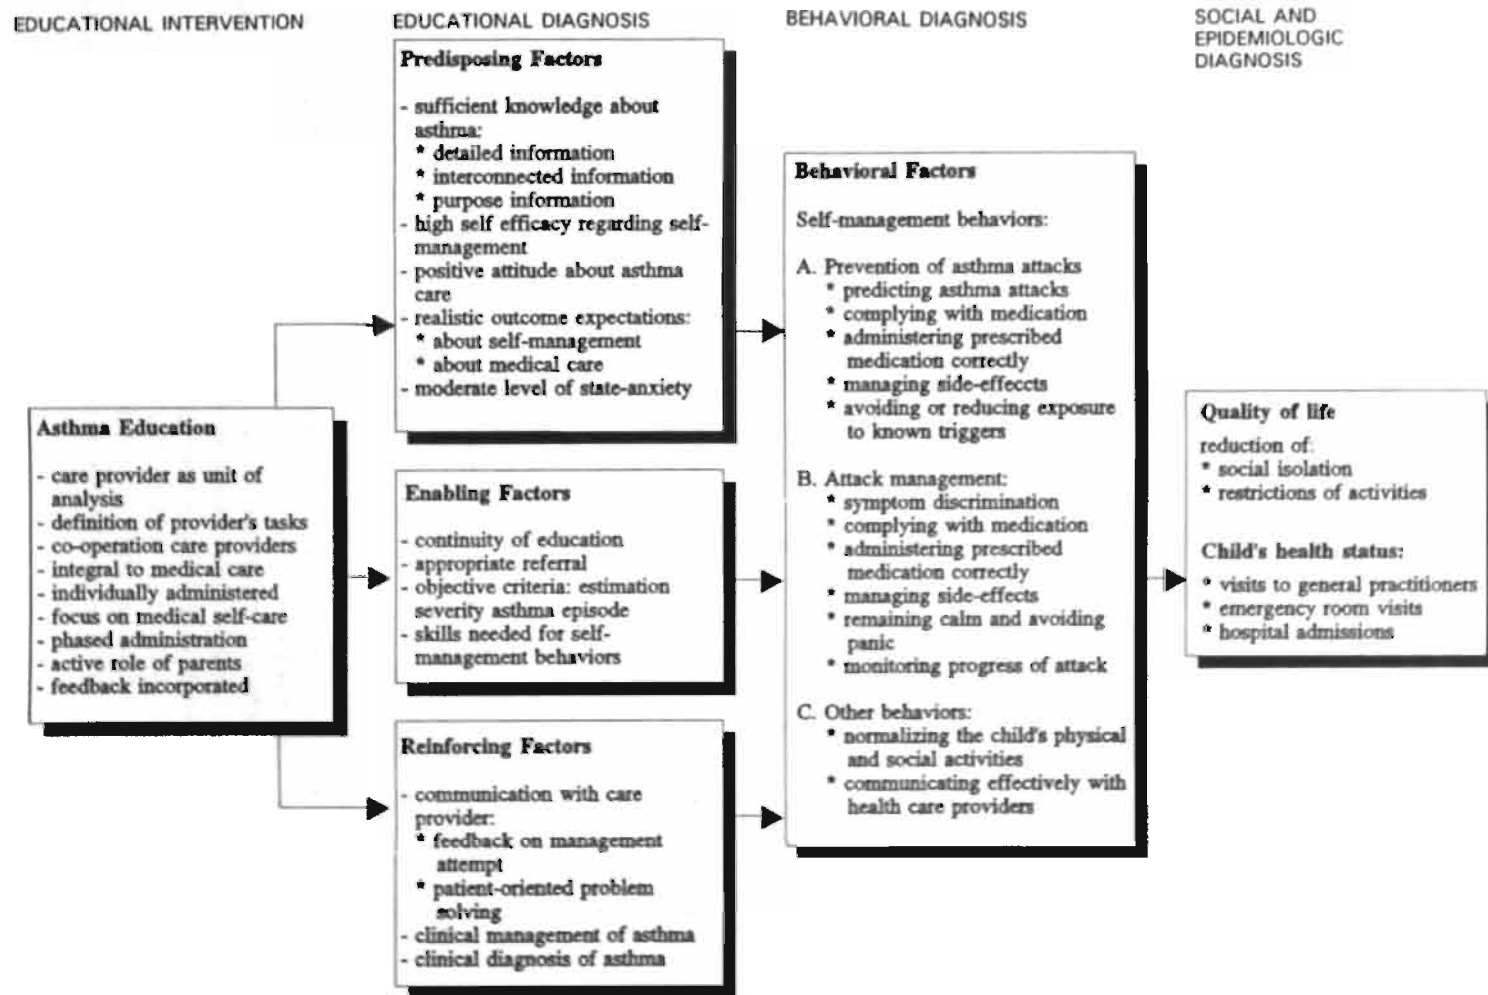 EDUCATIONAL INTERVENTION
EDUCATIONAL DIAGNOSIS
BEHAVIORAL DIAGNOSIS
SOCIAL AND
EPIDEMIOLOGIC
DIAGNOSIS
Asthma Education
- care provider as unit of
analysis
- definition of provider's tasks
- co-operation care providers
- integral to medical care
- individually administered
- focus on medical self-care
- phased administration
- active role of parents
- feedback incorporated
Predisposing Factors
- sufficient knowledge about
asthma:
* detailed information
* interconnected information
* purpose information
- high self efficacy regarding self-
management
- positive attitude about asthma
care
- realistic outcome expectations:
* about self-management
* about medical care
- moderate level of state-anxiety
Enabling Factors
- continuity of education
- appropriate referral
- objective criteria: estimation
severity asthma episode
- skills needed for self-
management behaviors
Reinforcing Factors
- communication with care
provider:
* feedback on management
attempt
* patient-oriented problem
solving
- clinical management of asthma
- clinical diagnosis of asthma
Behavioral Factors
Self-management behaviors:
A. Prevention of asthma attacks
* predicting asthma attacks
* complying with medication
* administering prescribed
medication correctly
* managing side-effeccts
* avoiding or reducing exposure
to known triggers
B. Attack management:
* symptom discrimination
* complying with medication
* administering prescribed
medication correctly
* managing side-effects
* remaining calm and avoiding
panic
* monitoring progress of attack
C. Other behaviors:
* normalizing the child's physical
and social activities
* communicating effectively with
health care providers
Quality of life
reduction of:
* social isolation
* restrictions of activities
Child's health status:
* visits to general practitioners
* emergency room visits
* hospital admissions